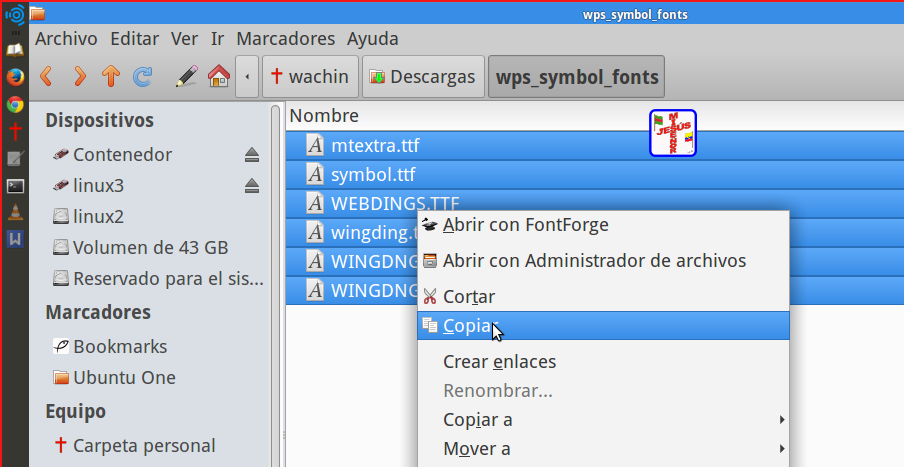 wps_symbol_fonts
Archivo Editar Ver Ir Marcadores Ayuda
wachin Descargas wps_symbol_fonts
Dispositivos
Contenedor
linux3
linux2
Volumen de 43 GB
Reservado para el sis...
Marcadores
Bookmarks
Ubuntu One
Equipo
Carpeta personal
Nombre
mtextra.ttf
symbol.ttf
WEBDINGS.TTF
wingding.t
WINGDNG
WINGDNG
JESÚS
Abrir con FontForge
Abrir con Administrador de archivos
Cortar
Copiar
Crear enlaces
Renombrar...
Copiar a
Mover a